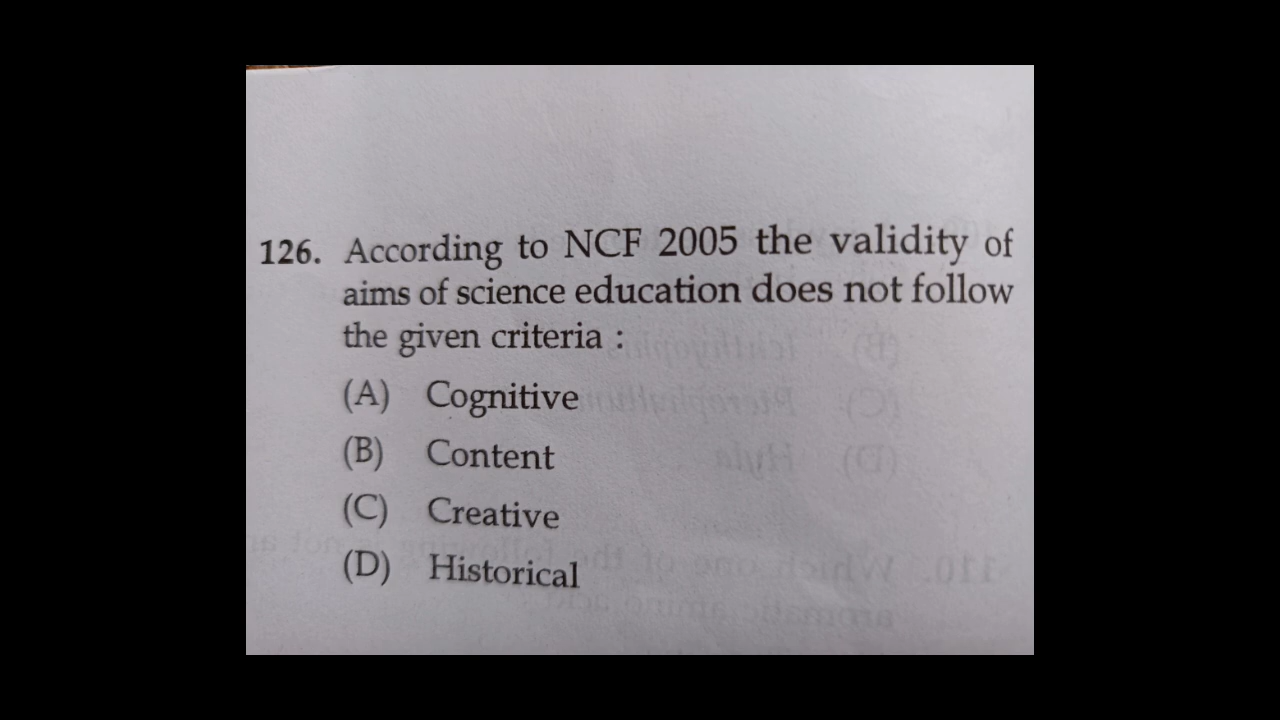 126. According to NCF 2005 the validity of
aims of science education does not follow
the given criteria :
(A) Cognitive
(B) Content
(C) Creative
(D) Historical